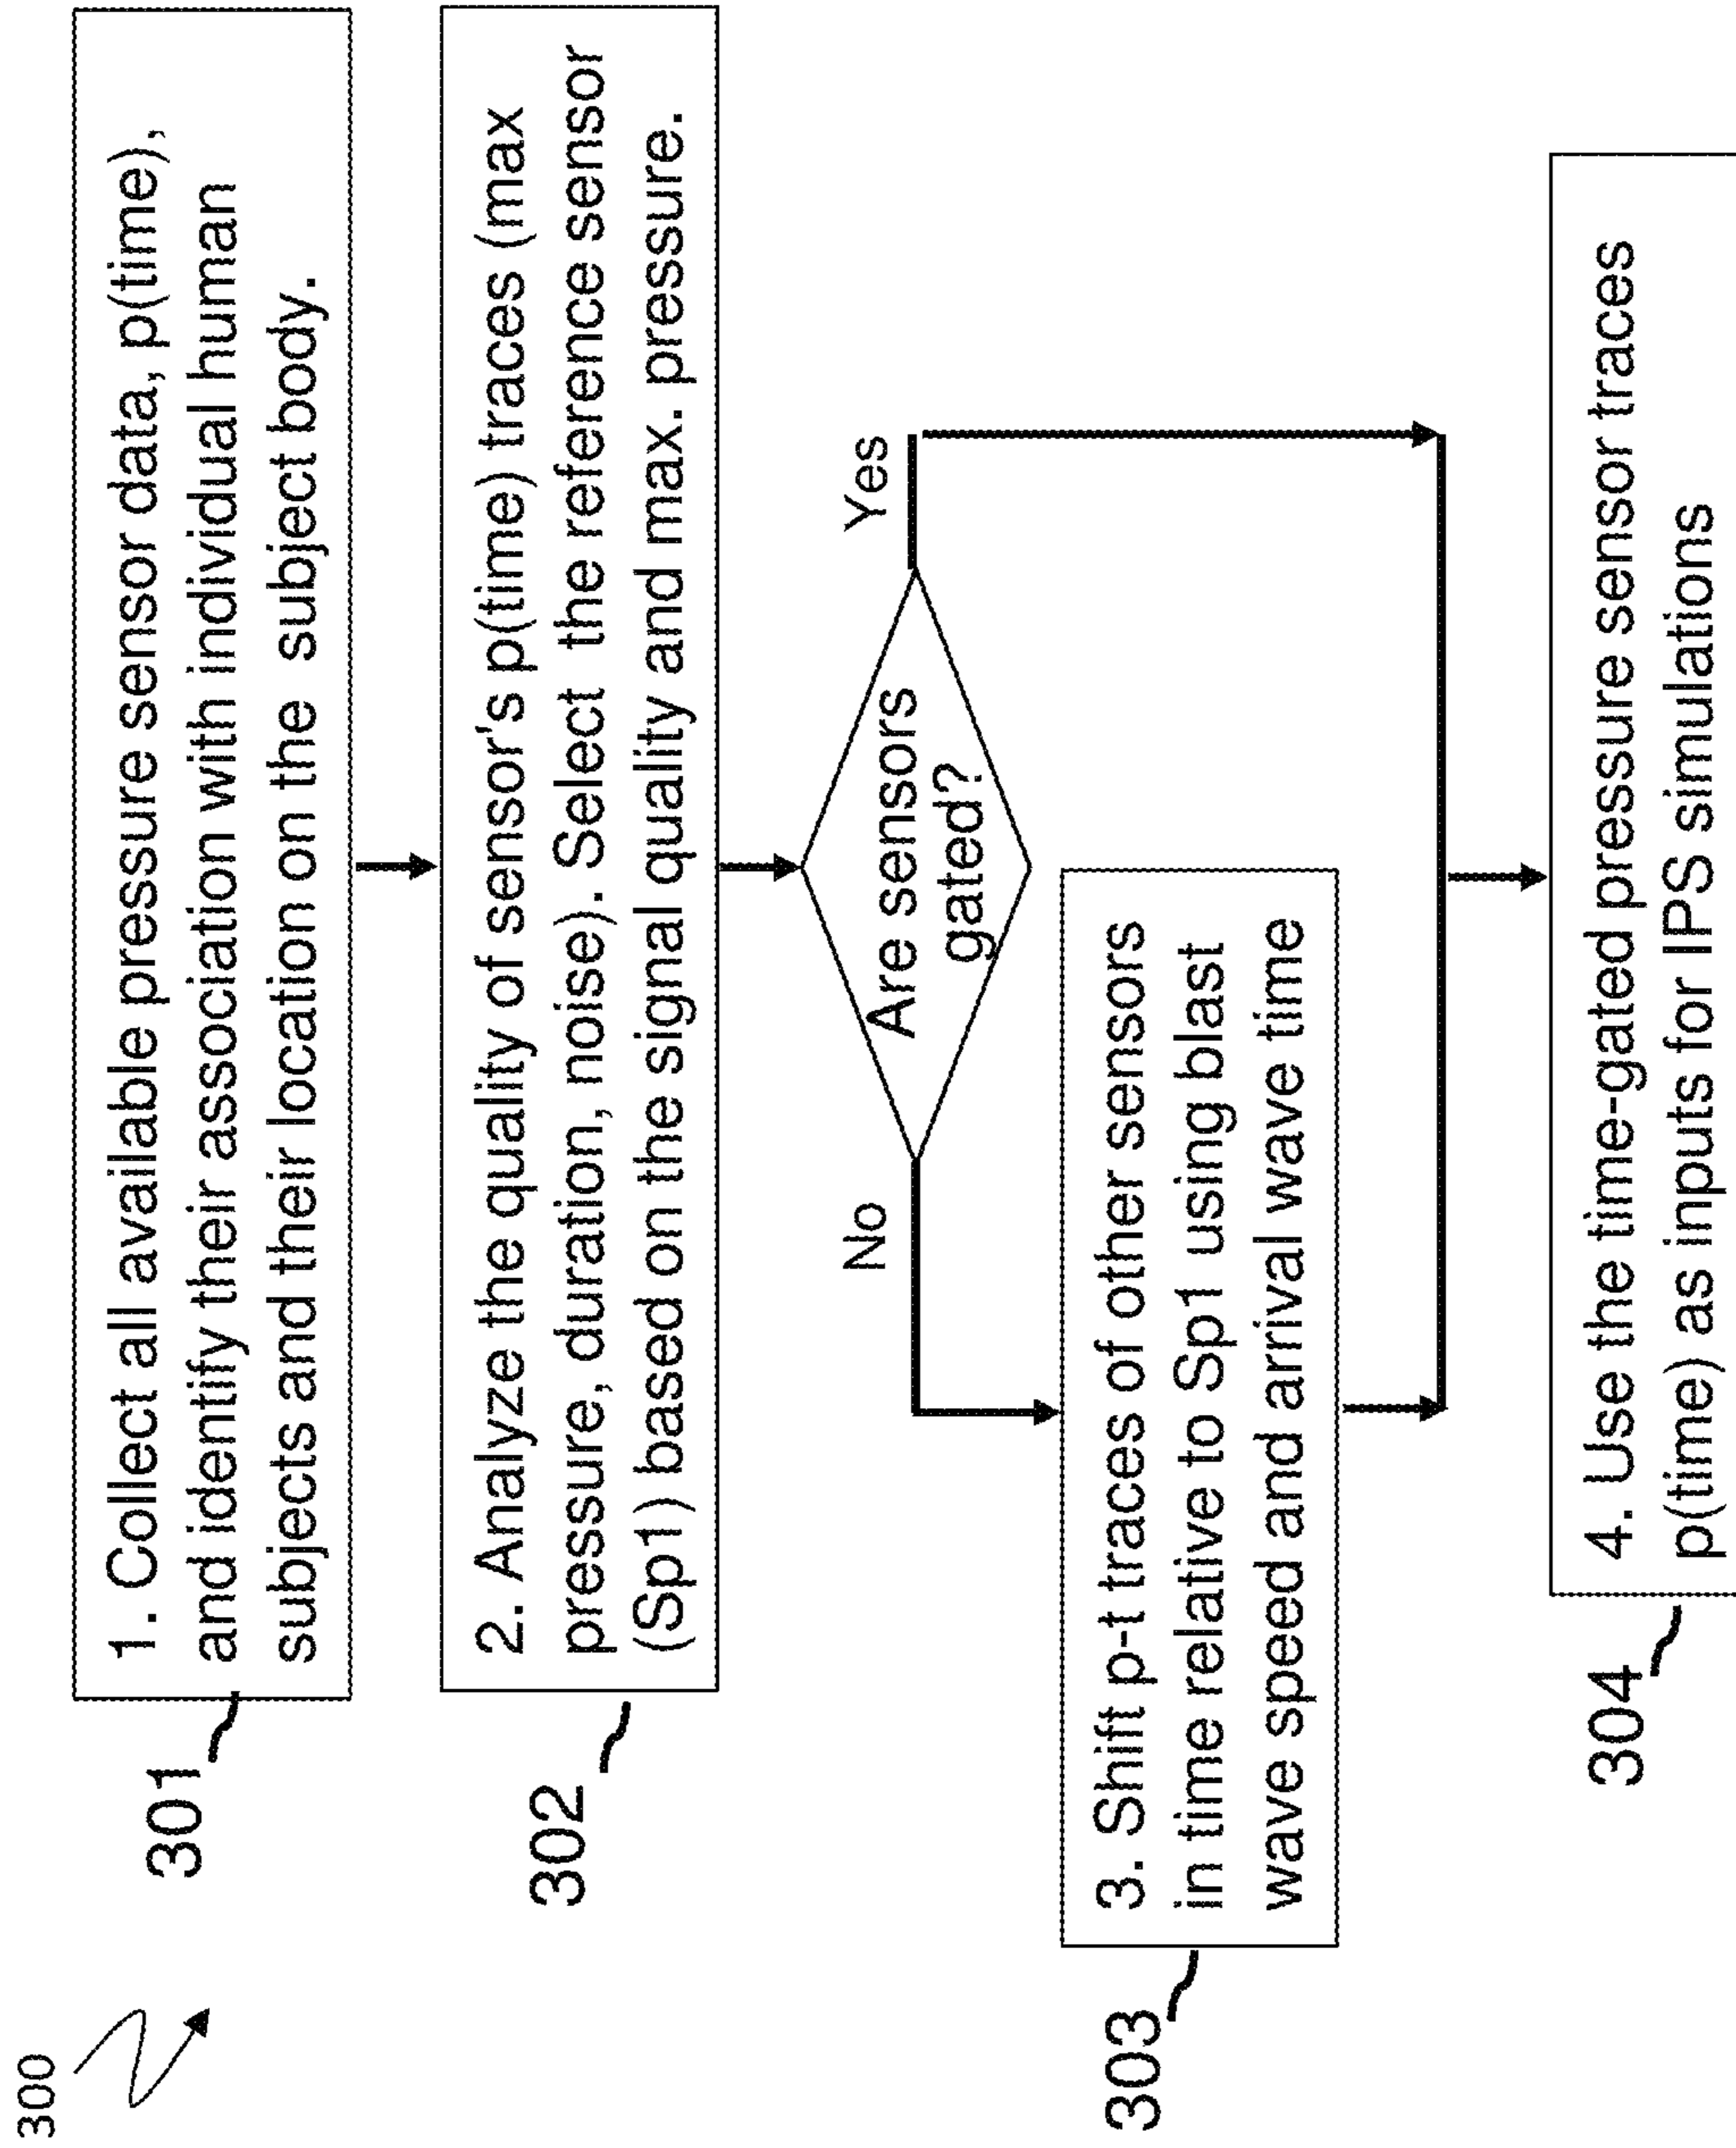 300
301
1. Collect all available pressure sensor data, p(time),
and identify their association with individual human
subjects and their location on the subject body.
302
2. Analyze the quality of sensor's p(time) traces (max
pressure, duration, noise). Select the reference sensor
(Sp1) based on the signal quality and max. pressure.
No
Are sensors
gated?
Yes
303
3. Shift p-t traces of other sensors
in time relative to Sp1 using blast
wave speed and arrival wave time
304
4. Use the time-gated pressure sensor traces
p(time) as inputs for IPS simulations